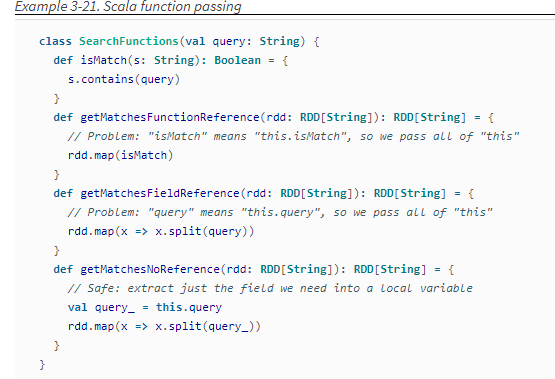 Example 3-21. Scala function passing
class SearchFunctions(val query: String) {
  def isMatch(s: String): Boolean = {
    s.contains(query)
  }
  def getMatchesFunctionReference(rdd: RDD[String]): RDD[String] = {
    // Problem: "isMatch" means "this.isMatch", so we pass all of "this"
    rdd.map(isMatch)
  }
  def getMatchesFieldReference(rdd: RDD[String]): RDD[String] = {
    // Problem: "query" means "this.query", so we pass all of "this"
    rdd.map(x => x.split(query))
  }
  def getMatchesNoReference(rdd: RDD[String]): RDD[String] = {
    // Safe: extract just the field we need into a local variable
    val query_ = this.query
    rdd.map(x => x.split(query_))
  }
}